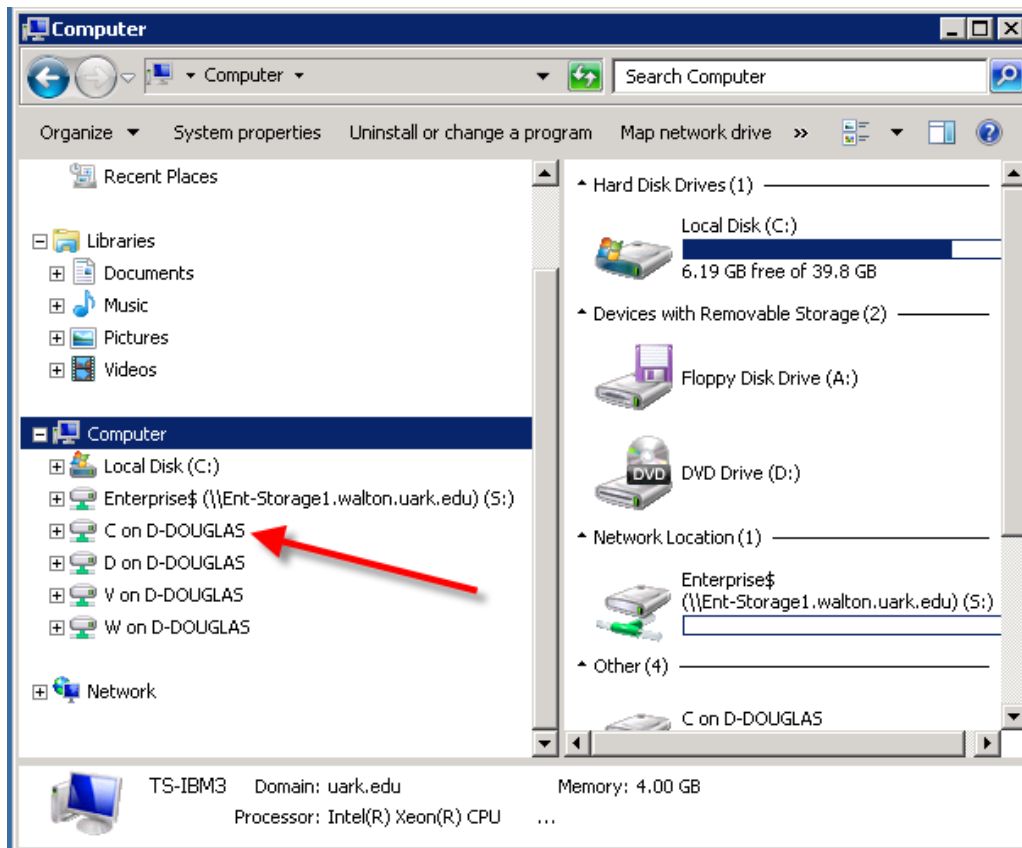 Computer
Computer
Search Computer
Organize
System properties
Uninstall or change a program
Map network drive
»
Recent Places
Libraries
Documents
Music
Pictures
Videos
Computer
Local Disk (C:)
Enterprise$ (\\Ent-Storage1.walton.uark.edu) (S:)
C on D-DOUGLAS
D on D-DOUGLAS
V on D-DOUGLAS
W on D-DOUGLAS
Network
Hard Disk Drives (1)
Local Disk (C:)
6.19 GB free of 39.8 GB
Devices with Removable Storage (2)
Floppy Disk Drive (A:)
DVD
DVD Drive (D:)
Network Location (1)
Enterprise$
(\\Ent-Storage1.walton.uark.edu) (S:)
Other (4)
C on D-DOUGLAS
TS-IBM3 Domain: uark.edu Memory: 4.00 GB
Processor: Intel(R) Xeon(R) CPU ...